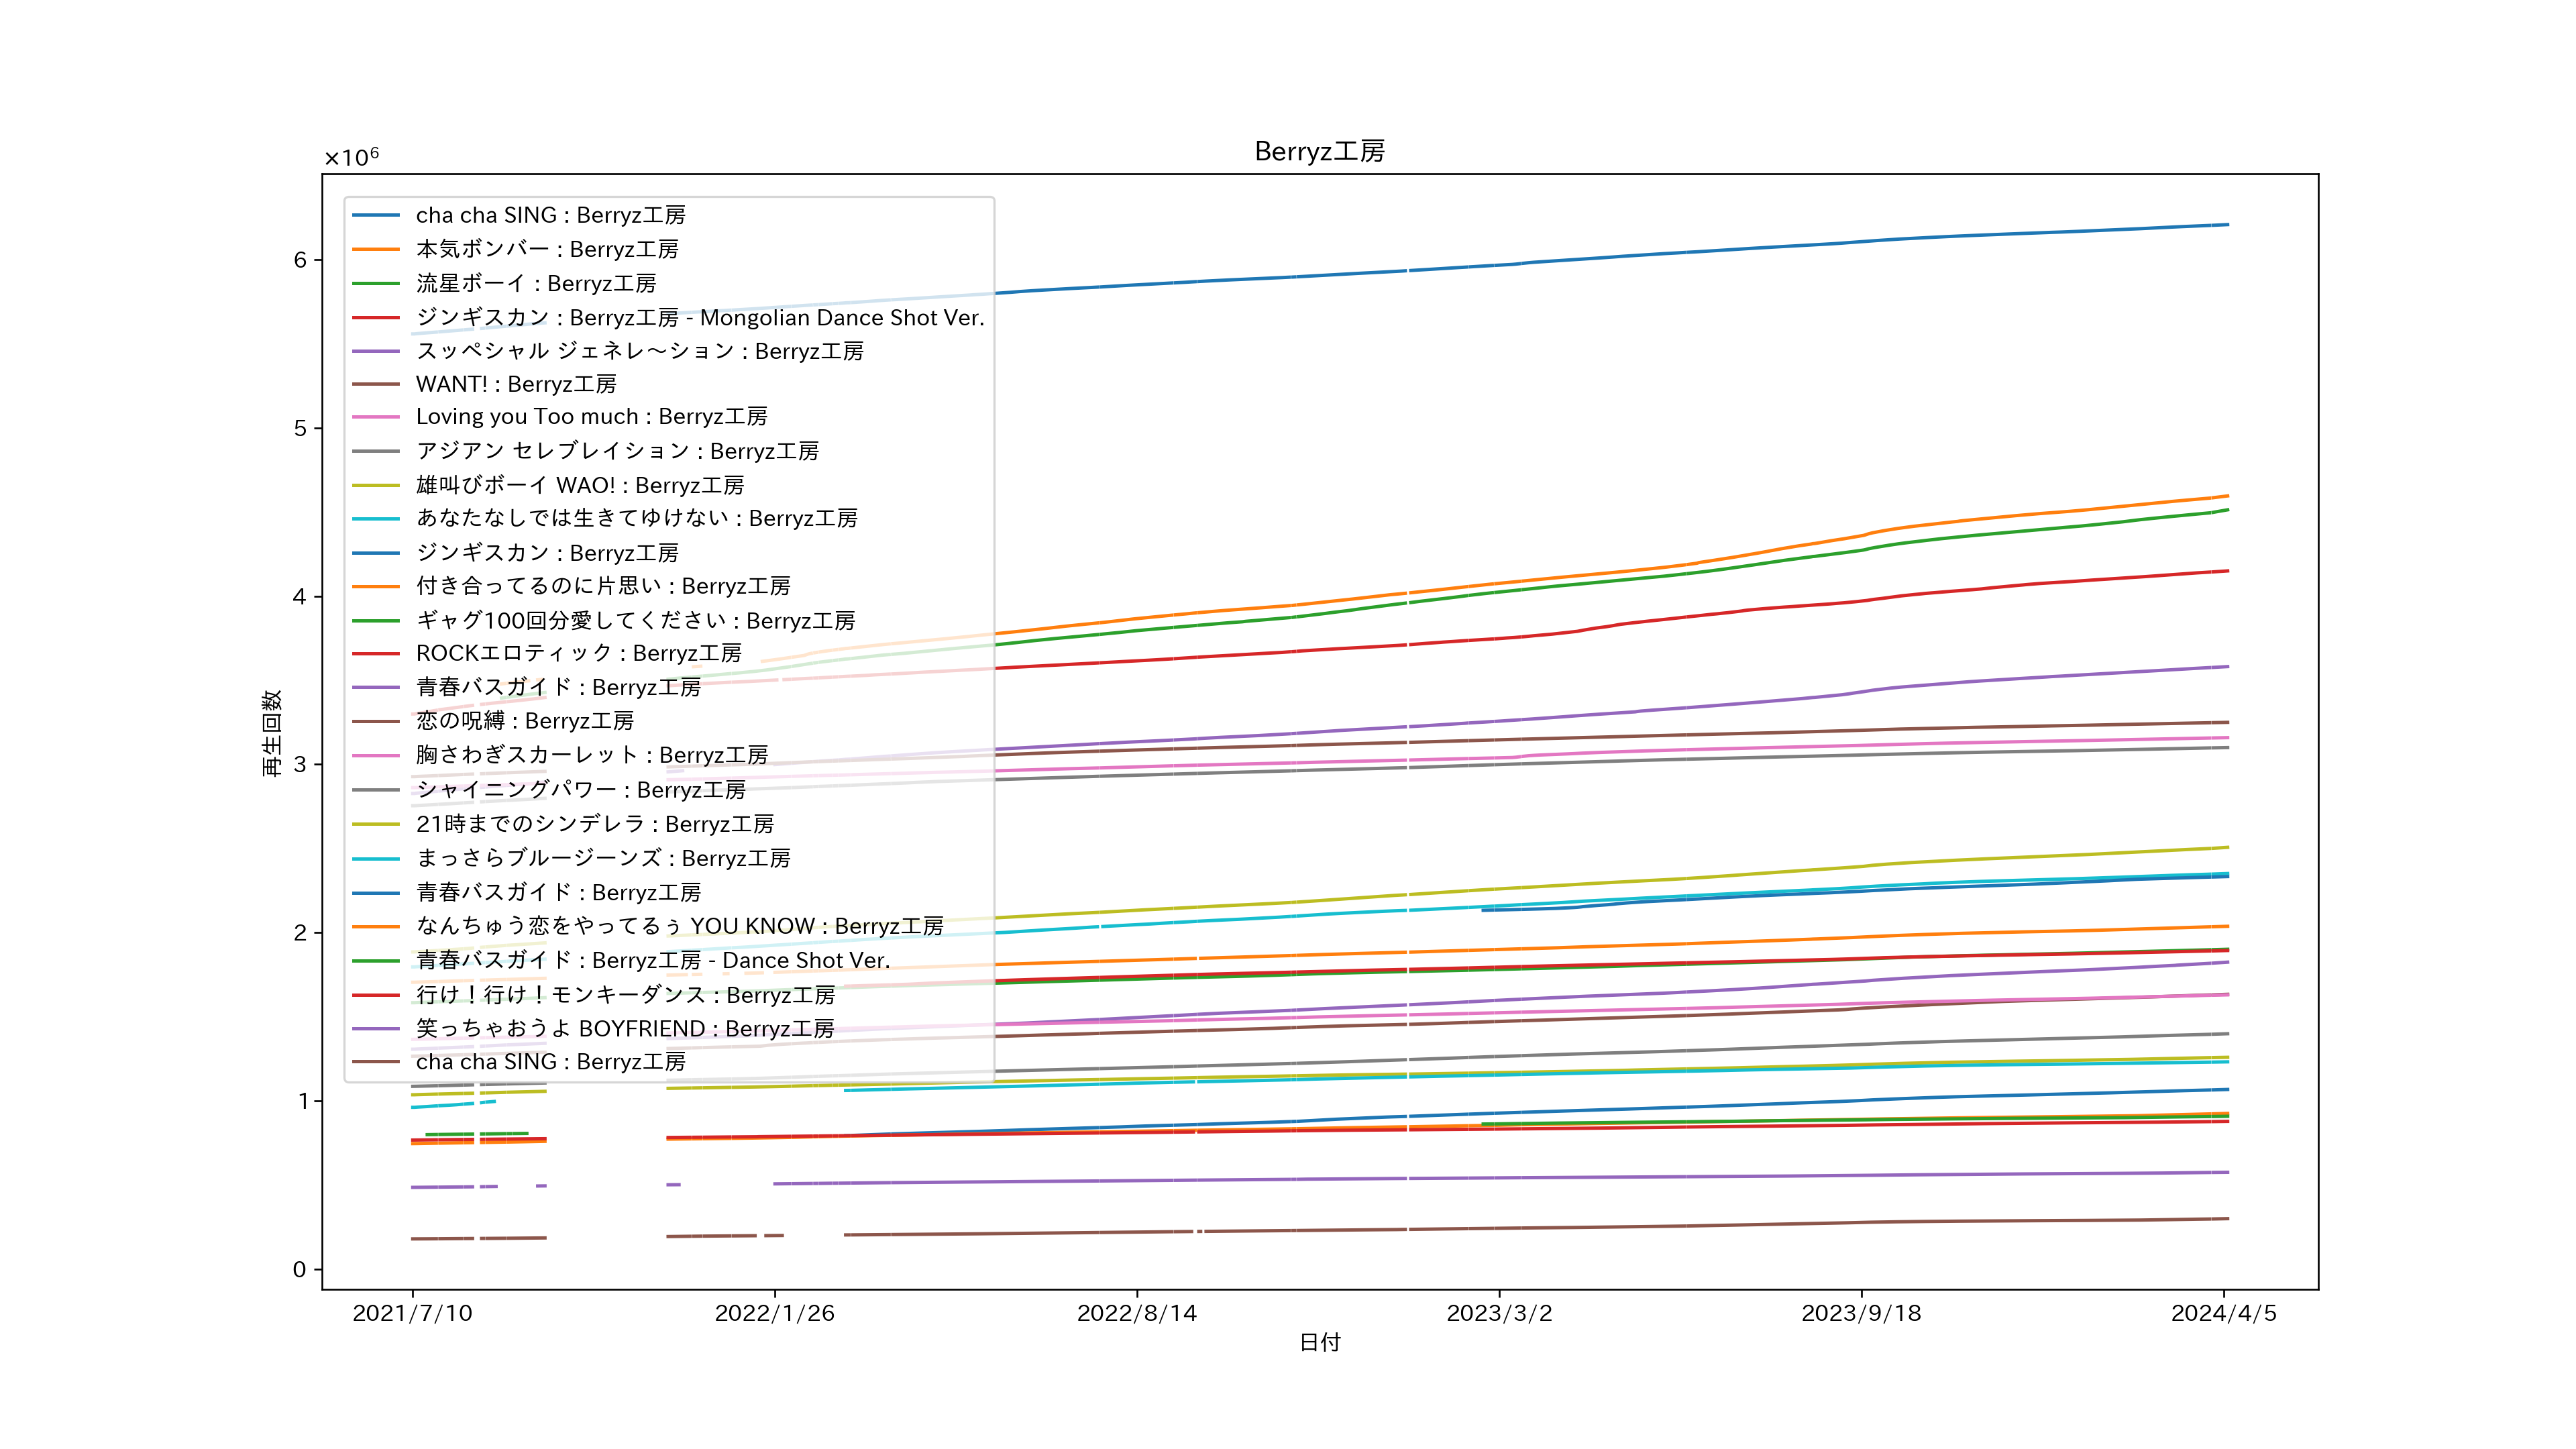 Berryz工房
×10⁶
cha cha SING : Berryz工房
本気ボンバー : Berryz工房
流星ボーイ : Berryz工房
ジンギスカン : Berryz工房 - Mongolian Dance Shot Ver.
スッペシャル ジェネレ～ション : Berryz工房
WANT! : Berryz工房
Loving you Too much : Berryz工房
アジアン セレブレイション : Berryz工房
雄叫びボーイ WAO! : Berryz工房
あなたなしでは生きてゆけない : Berryz工房
ジンギスカン : Berryz工房
付き合ってるのに片思い : Berryz工房
ギャグ100回分愛してください : Berryz工房
ROCKエロティック : Berryz工房
青春バスガイド : Berryz工房
恋の呪縛 : Berryz工房
胸さわぎスカーレット : Berryz工房
シャイニングパワー : Berryz工房
21時までのシンデレラ : Berryz工房
まっさらブルージーンズ : Berryz工房
青春バスガイド : Berryz工房
なんちゅう恋をやってるぅ YOU KNOW : Berryz工房
青春バスガイド : Berryz工房 - Dance Shot Ver.
行け！行け！モンキーダンス : Berryz工房
笑っちゃおうよ BOYFRIEND : Berryz工房
cha cha SING : Berryz工房
6
5
4
3
2
1
0
再生回数
2021/7/10 2022/1/26 2022/8/14 2023/3/2 2023/9/18 2024/4/5
日付